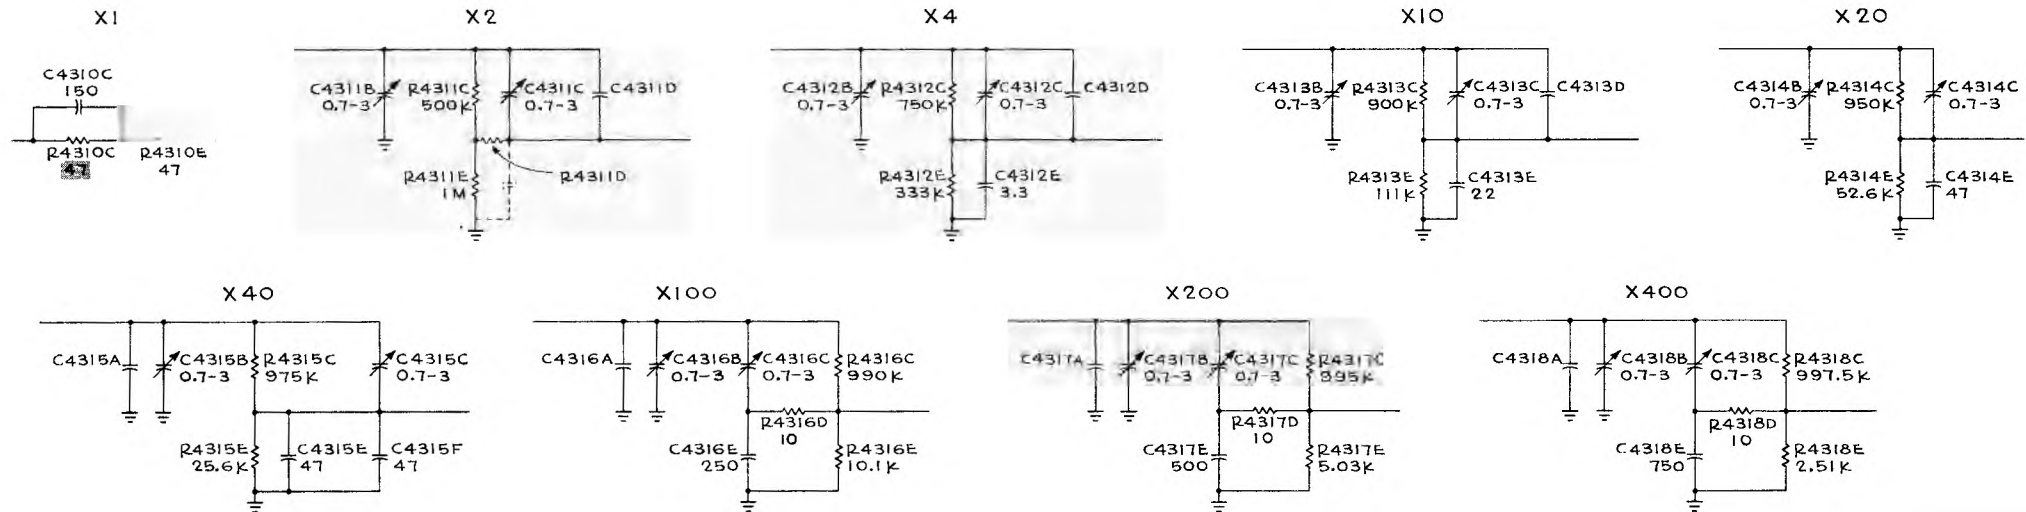 X1
C4310C
150
R4310C
47
R4310E
47
X2
C4311B
0.7-3
R4311C
500K
C4311C
0.7-3
C4311D
R4311E
1M
R4311D
X4
C4312B
0.7-3
R4312C
750K
C4312C
0.7-3
C4312D
R4312E
333K
C4312E
3.3
X10
C4313B
0.7-3
R4313C
900K
C4313C
0.7-3
C4313D
R4313E
111K
C4313E
22
X20
C4314B
0.7-3
R4314C
950K
C4314C
0.7-3
R4314E
52.6K
C4314E
47
X40
C4315A
C4315B
0.7-3
R4315C
975K
C4315C
0.7-3
R4315E
25.6K
C4315E
47
C4315F
47
X100
C4316A
C4316B
0.7-3
C4316C
0.7-3
R4316C
990K
R4316D
10
C4316E
250
R4316E
10.1K
X200
C4317A
C4317B
0.7-3
C4317C
0.7-3
R4317C
995K
R4317D
10
C4317E
500
R4317E
5.03K
X400
C4318A
C4318B
0.7-3
C4318C
0.7-3
R4318C
997.5K
R4318D
10
C4318E
750
R4318E
2.51K